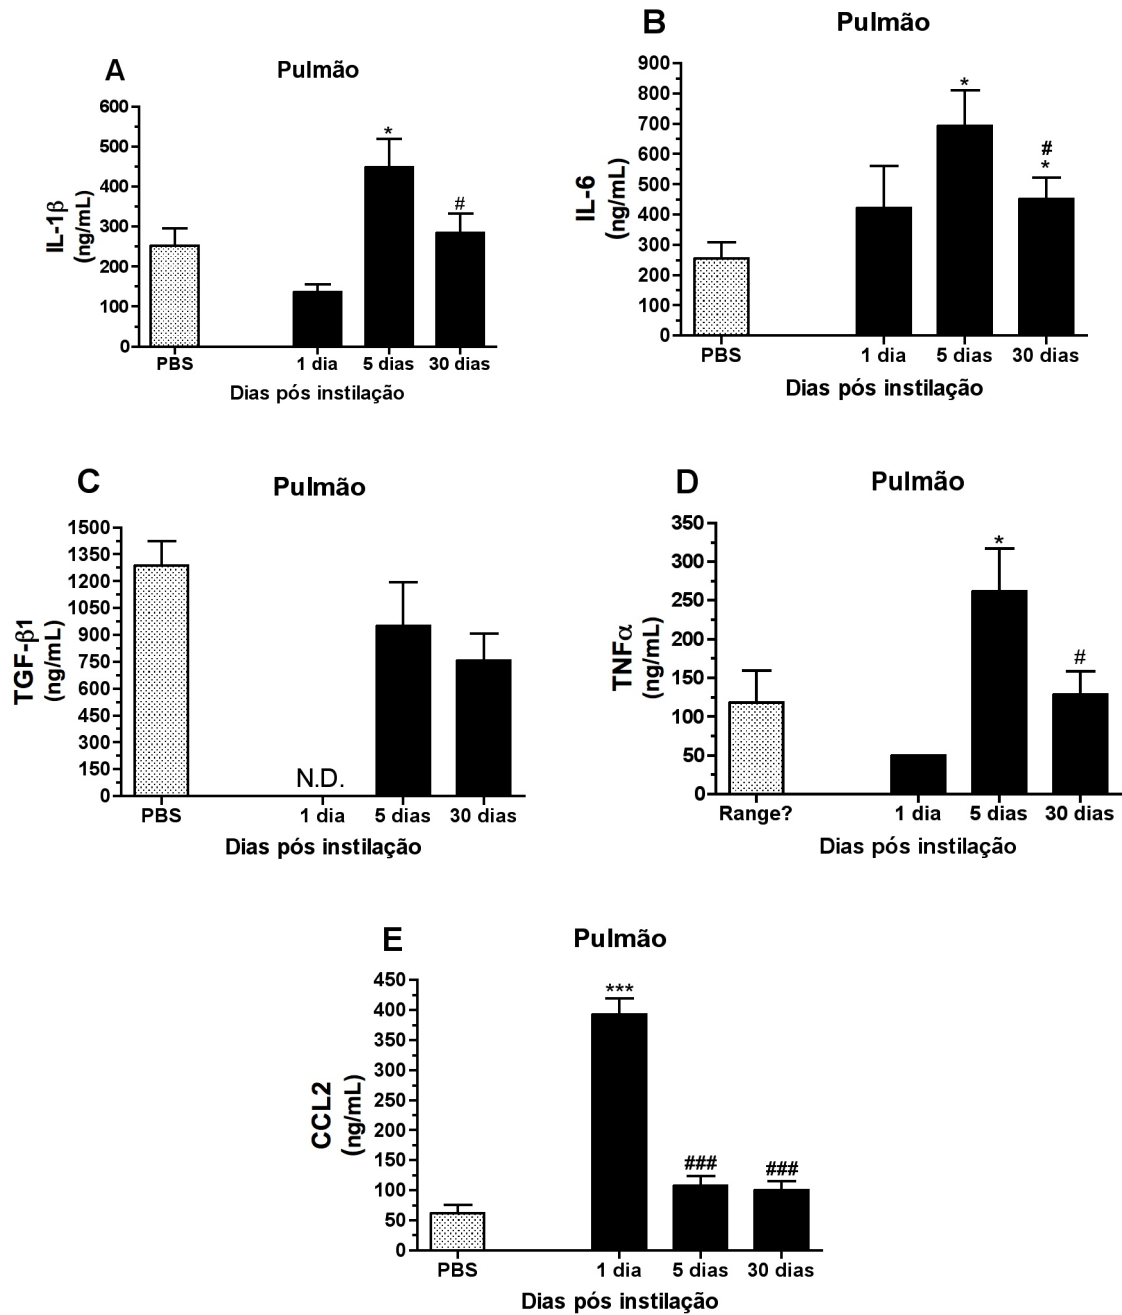 A
Pulmão
IL-1β
(ng/mL)
600
500
400
300
200
100
0
*
#
PBS
1 dia
5 dias
30 dias
Dias pós instilação
B
Pulmão
IL-6
(ng/mL)
900
800
700
600
500
400
300
200
100
0
*
#
*
PBS
1 dia
5 dias
30 dias
Dias pós instilação
C
Pulmão
TGF-β1
(ng/mL)
1500
1350
1200
1050
900
750
600
450
300
150
0
N.D.
PBS
1 dia
5 dias
30 dias
Dias pós instilação
D
Pulmão
TNFα
(ng/mL)
350
300
250
200
150
100
50
0
*
#
Range?
1 dia
5 dias
30 dias
Dias pós instilação
E
Pulmão
CCL2
(ng/mL)
450
400
350
300
250
200
150
100
50
0
***
###
###
PBS
1 dia
5 dias
30 dias
Dias pós instilação